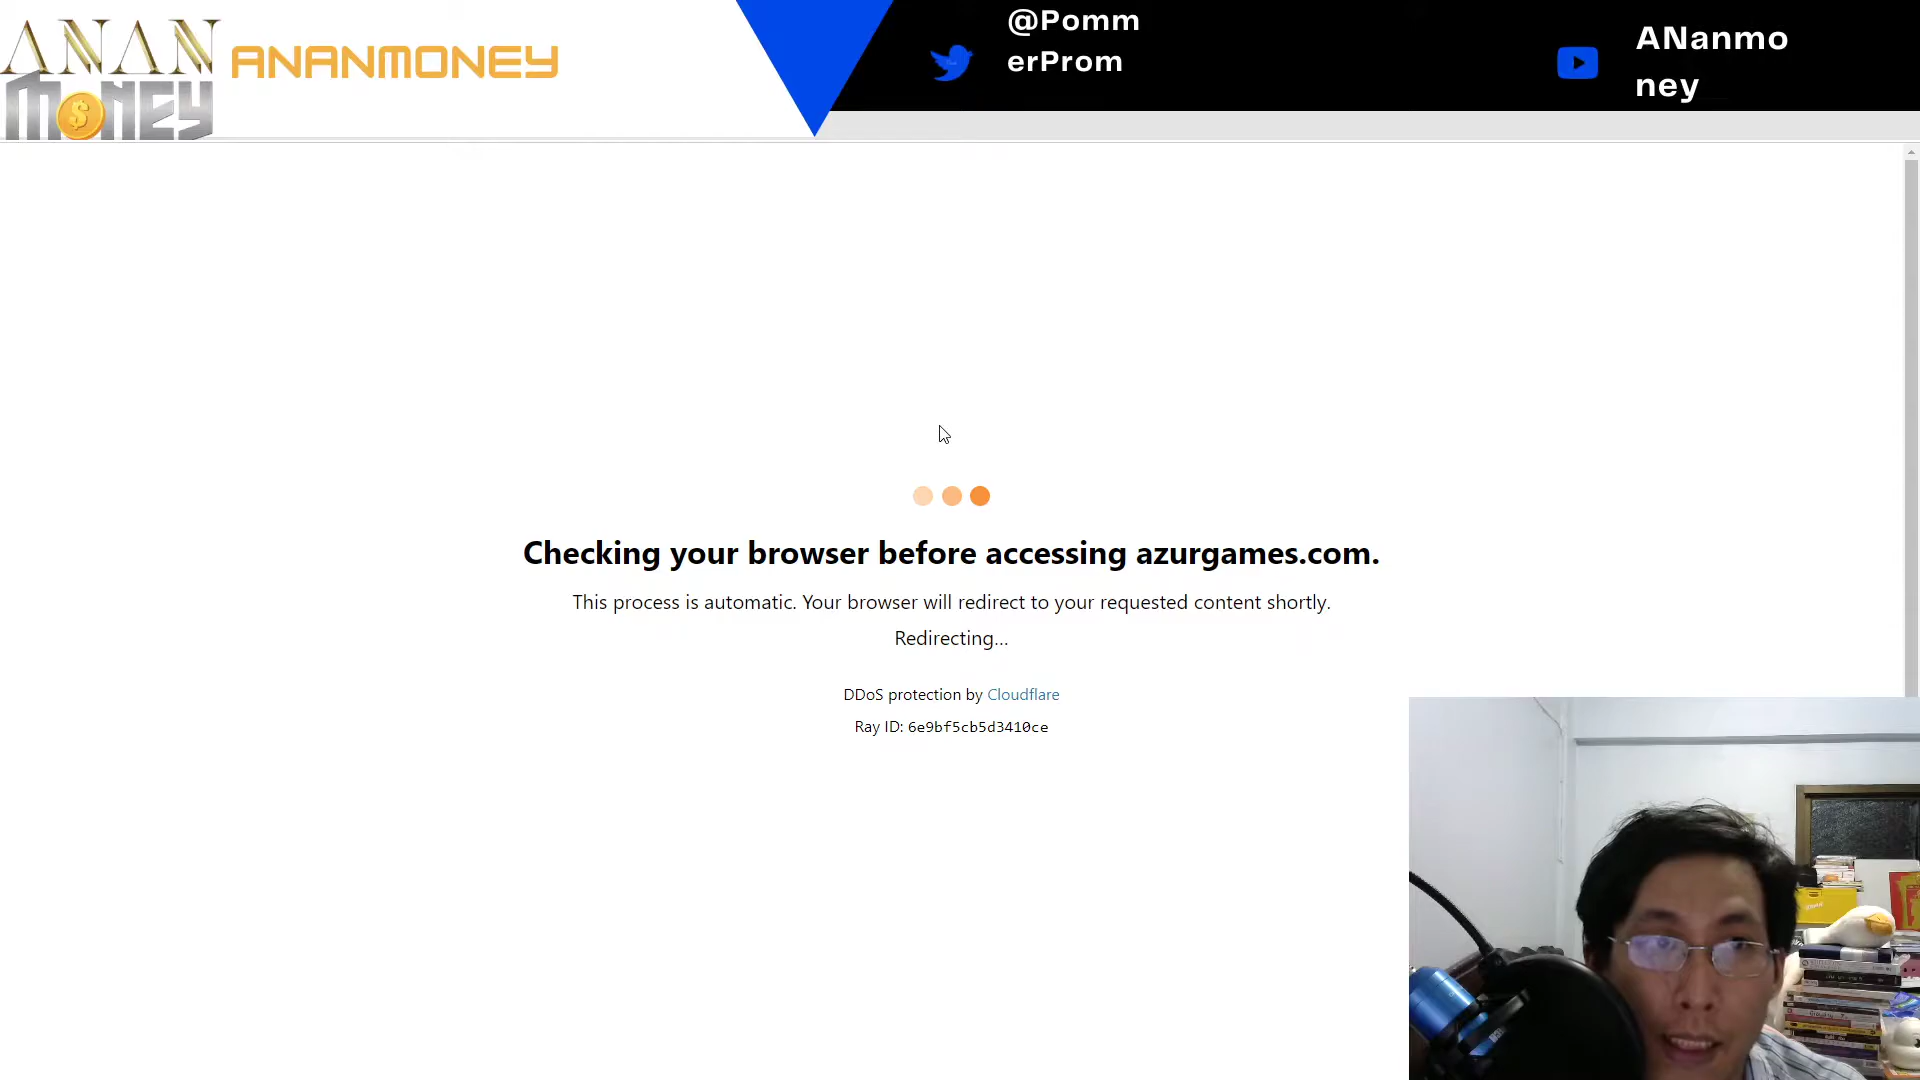 ANAN
MONEY
ANANMONEY
@Pomm
erProm
ANanmo
ney
Checking your browser before accessing azurgames.com.
This process is automatic. Your browser will redirect to your requested content shortly.
Redirecting...
DDoS protection by Cloudflare
Ray ID: 6e9bf5cb5d3410ce